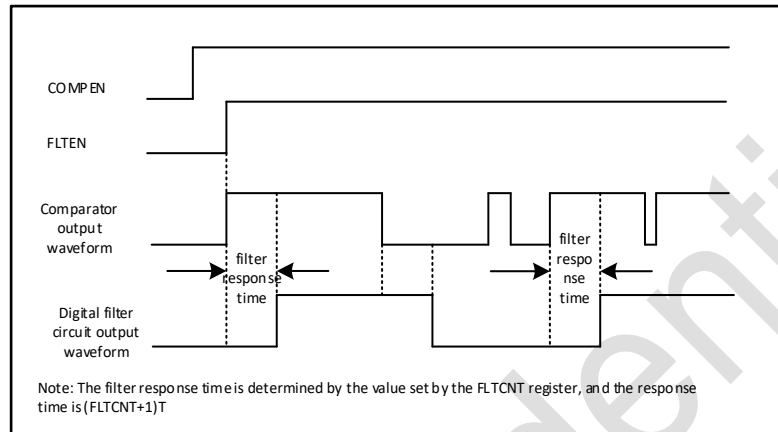 COMPEN
FLTEN
Comparator
output
waveform
filter
response
time
filter
respo
nse
time
Digital filter
circuit output
waveform
Note: The filter response time is determined by the value set by the FLTCNT register, and the response
time is (FLTCNT+1)T
denti